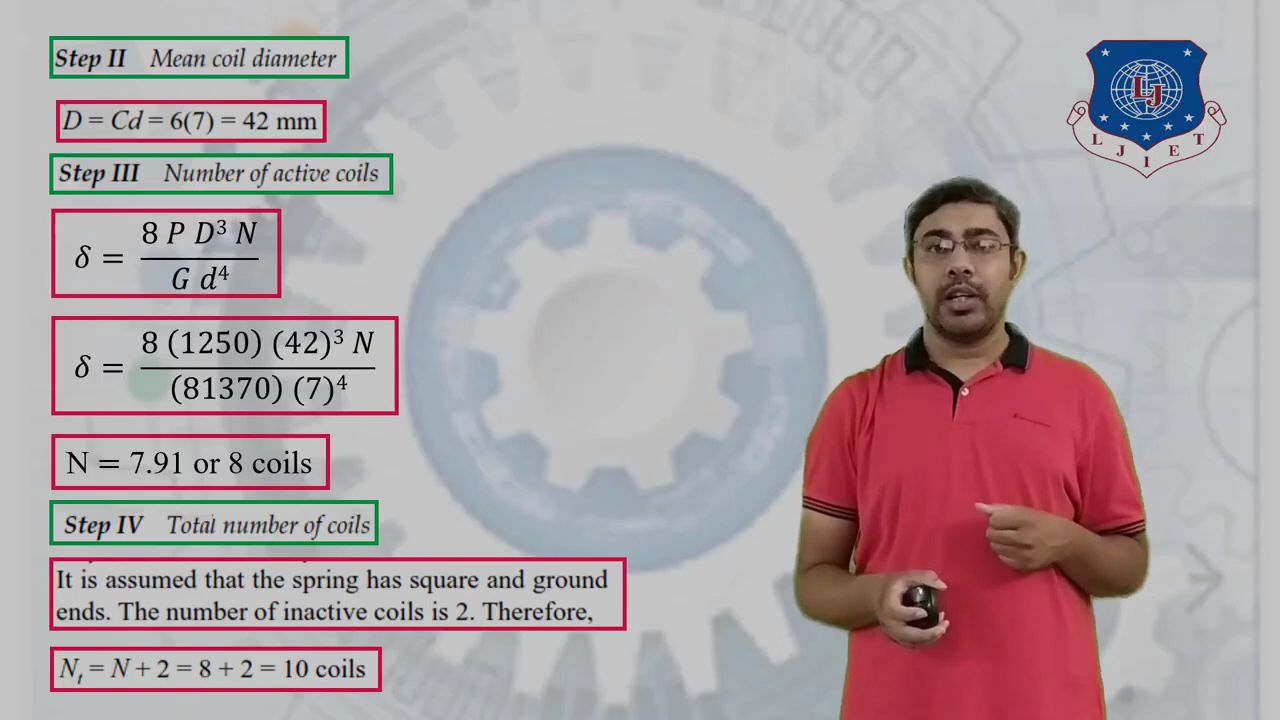 Step II Mean coil diameter
D = Cd = 6(7) = 42 mm
Step III Number of active coils
δ = 8 P D³ N / G d⁴
δ = 8 (1250) (42)³ N / (81370) (7)⁴
N = 7.91 or 8 coils
Step IV Total number of coils
It is assumed that the spring has square and ground
ends. The number of inactive coils is 2. Therefore,
Nₜ = N + 2 = 8 + 2 = 10 coils
LJ
L J I E T